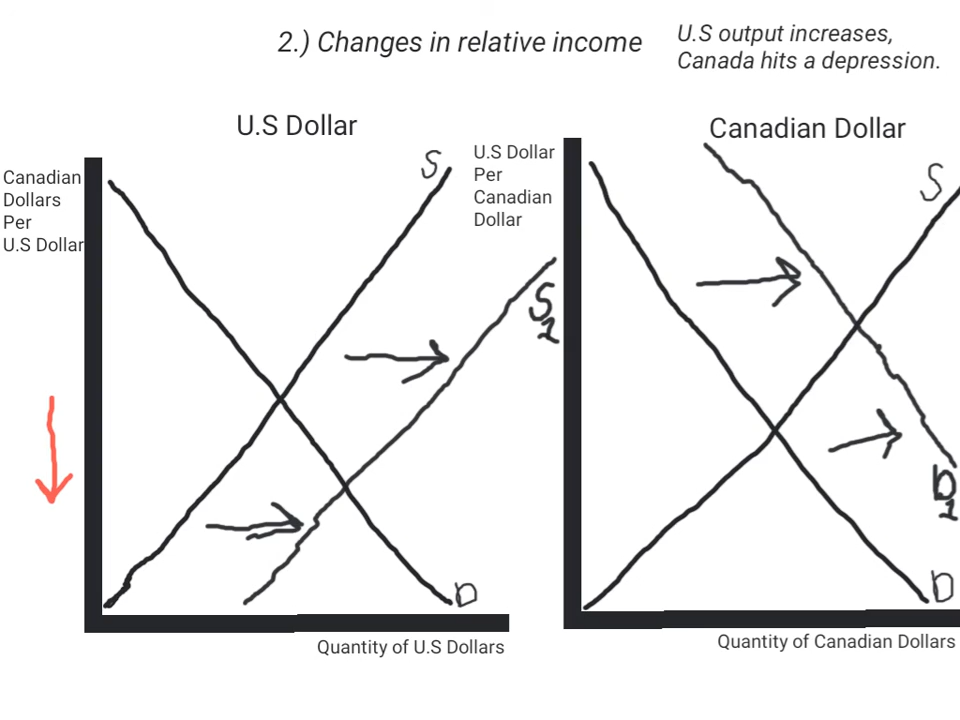 2.) Changes in relative income
U.S output increases,
Canada hits a depression.
U.S Dollar
Canadian
Dollars
Per
U.S Dollar
S
S1
D
Quantity of U.S Dollars
Canadian Dollar
U.S Dollar
Per
Canadian
Dollar
S
D1
D
Quantity of Canadian Dollars